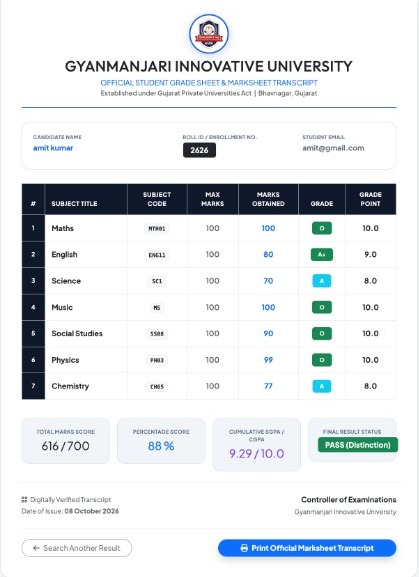 GYANMANJARI INNOVATIVE UNIVERSITY
OFFICIAL STUDENT GRADE SHEET & MARKSHEET TRANSCRIPT
Established under Gujarat Private Universities Act | Bhavnagar, Gujarat
CANDIDATE NAME ROLL ID / ENROLLMENT NO. STUDENT EMAIL
amit kumar 2626 amit@gmail.com
# SUBJECT TITLE SUBJECT CODE MAX MARKS MARKS OBTAINED GRADE GRADE POINT
1 Maths MTH01 100 100 O 10.0
2 English ENG11 100 80 A+ 9.0
3 Science SC1 100 70 A 8.0
4 Music MS 100 100 O 10.0
5 Social Studies SS08 100 90 O 10.0
6 Physics PH03 100 99 O 10.0
7 Chemistry CH65 100 77 A 8.0
TOTAL MARKS SCORE PERCENTAGE SCORE CUMULATIVE SGPA / CGPA FINAL RESULT STATUS
616 / 700 88 % 9.29 / 10.0 PASS (Distinction)
Digitally Verified Transcript Controller of Examinations
Date of Issue: 08 October 2026 Gyanmanjari Innovative University
← Search Another Result Print Official Marksheet Transcript